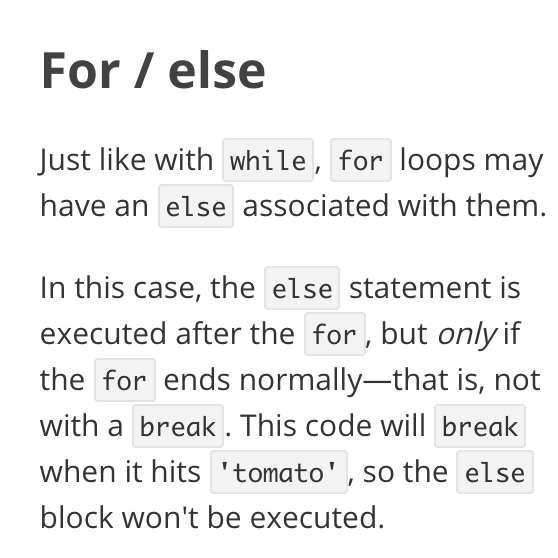 For / else
Just like with while, for loops may
have an else associated with them.
In this case, the else statement is
executed after the for, but only if
the for ends normally—that is, not
with a break. This code will break
when it hits 'tomato', so the else
block won't be executed.